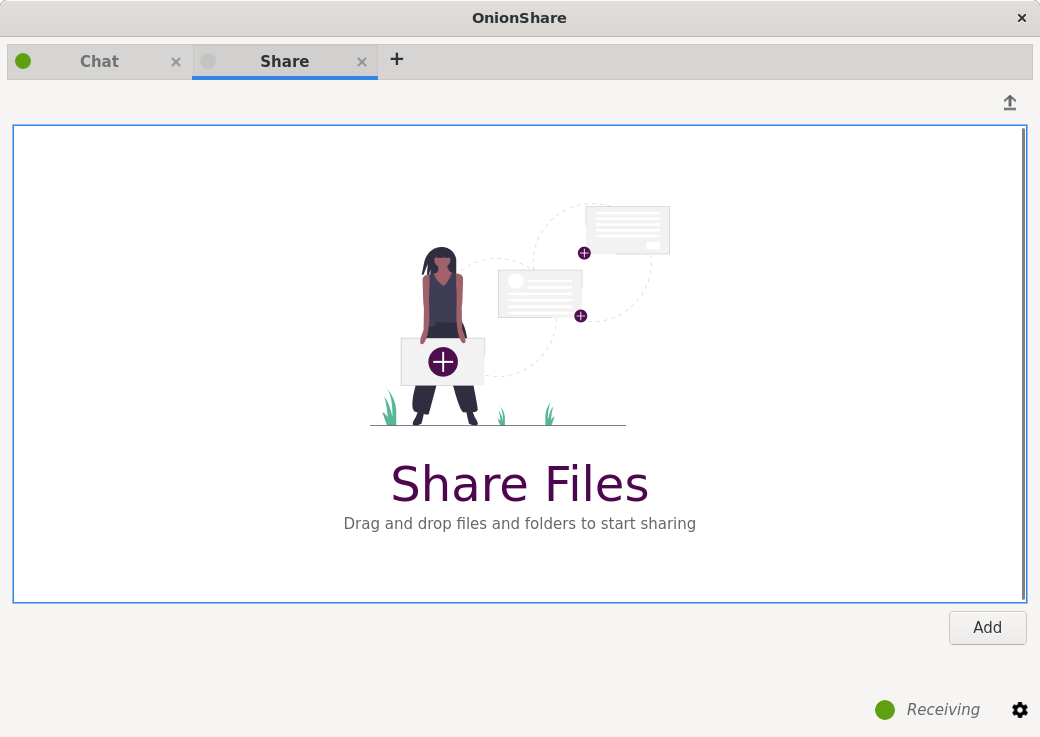 OnionShare
Chat
Share
Share Files
Drag and drop files and folders to start sharing
Add
Receiving